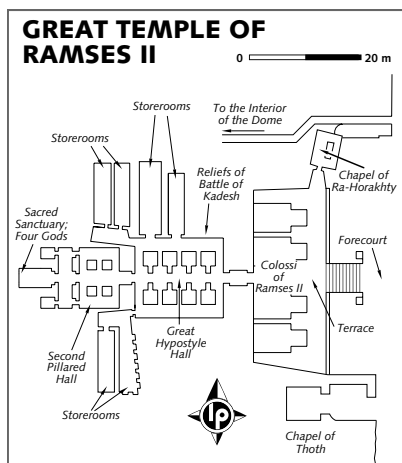 GREAT TEMPLE OF
RAMSES II
0 20 m
To the Interior
of the Dome
Storerooms
Storerooms
Reliefs of
Battle of
Kadesh
Chapel of
Ra-Horakhty
Sacred
Sanctuary;
Four Gods
Forecourt
Colossi
of
Ramses II
Terrace
Great
Hypostyle
Hall
Second
Pillared
Hall
Storerooms
lp
Chapel of
Thoth